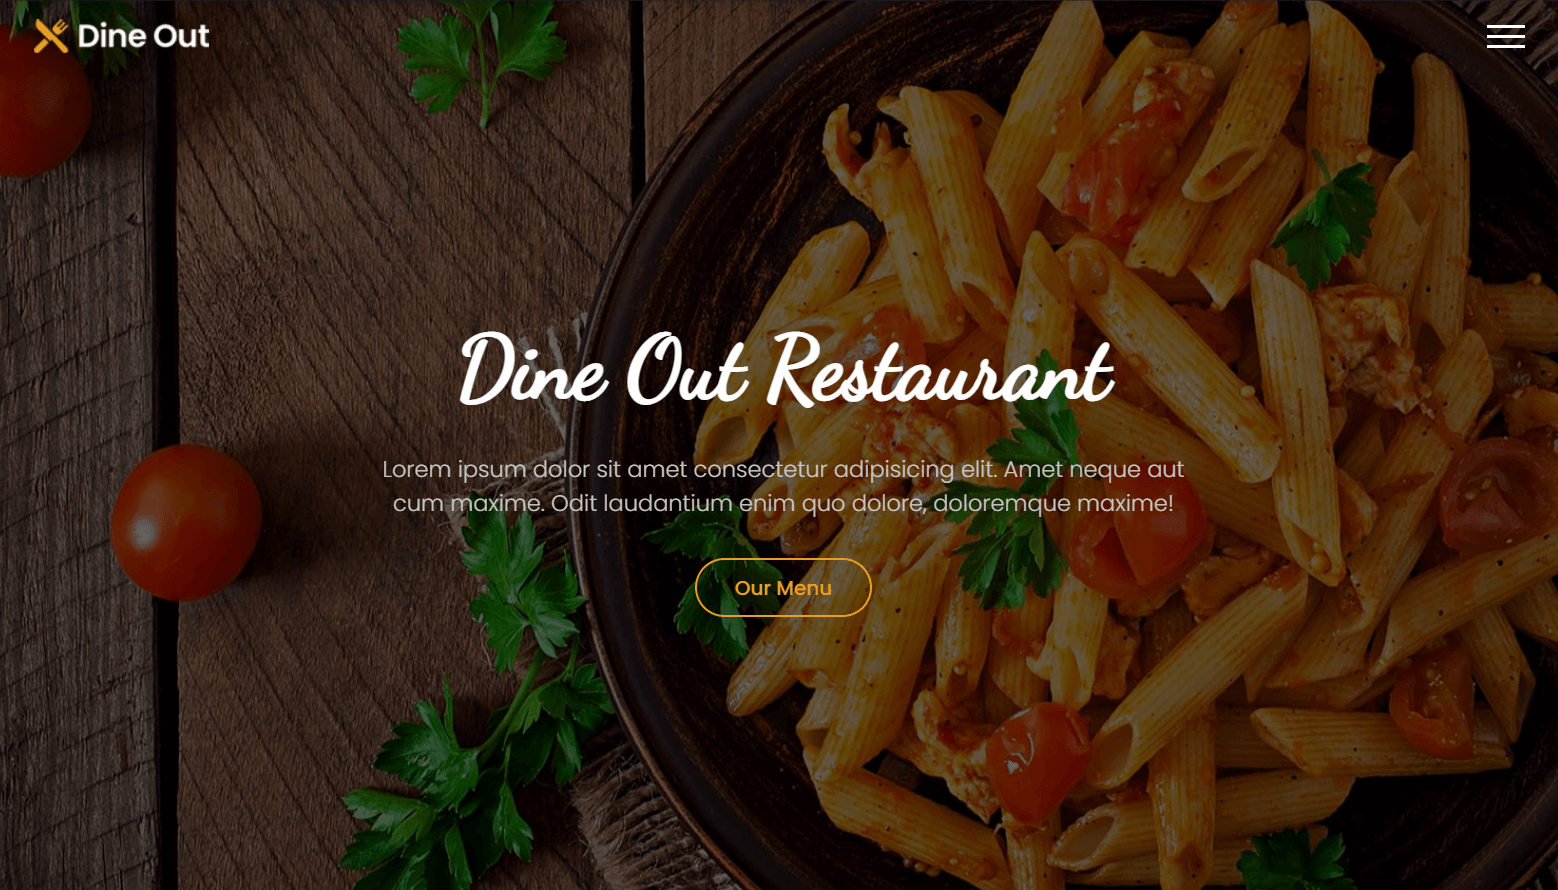 Dine Out
Dine Out Restaurant
Lorem ipsum dolor sit amet consectetur adipisicing elit. Amet neque aut
cum maxime. Odit laudantium enim quo dolore, doloremque maxime!
Our Menu